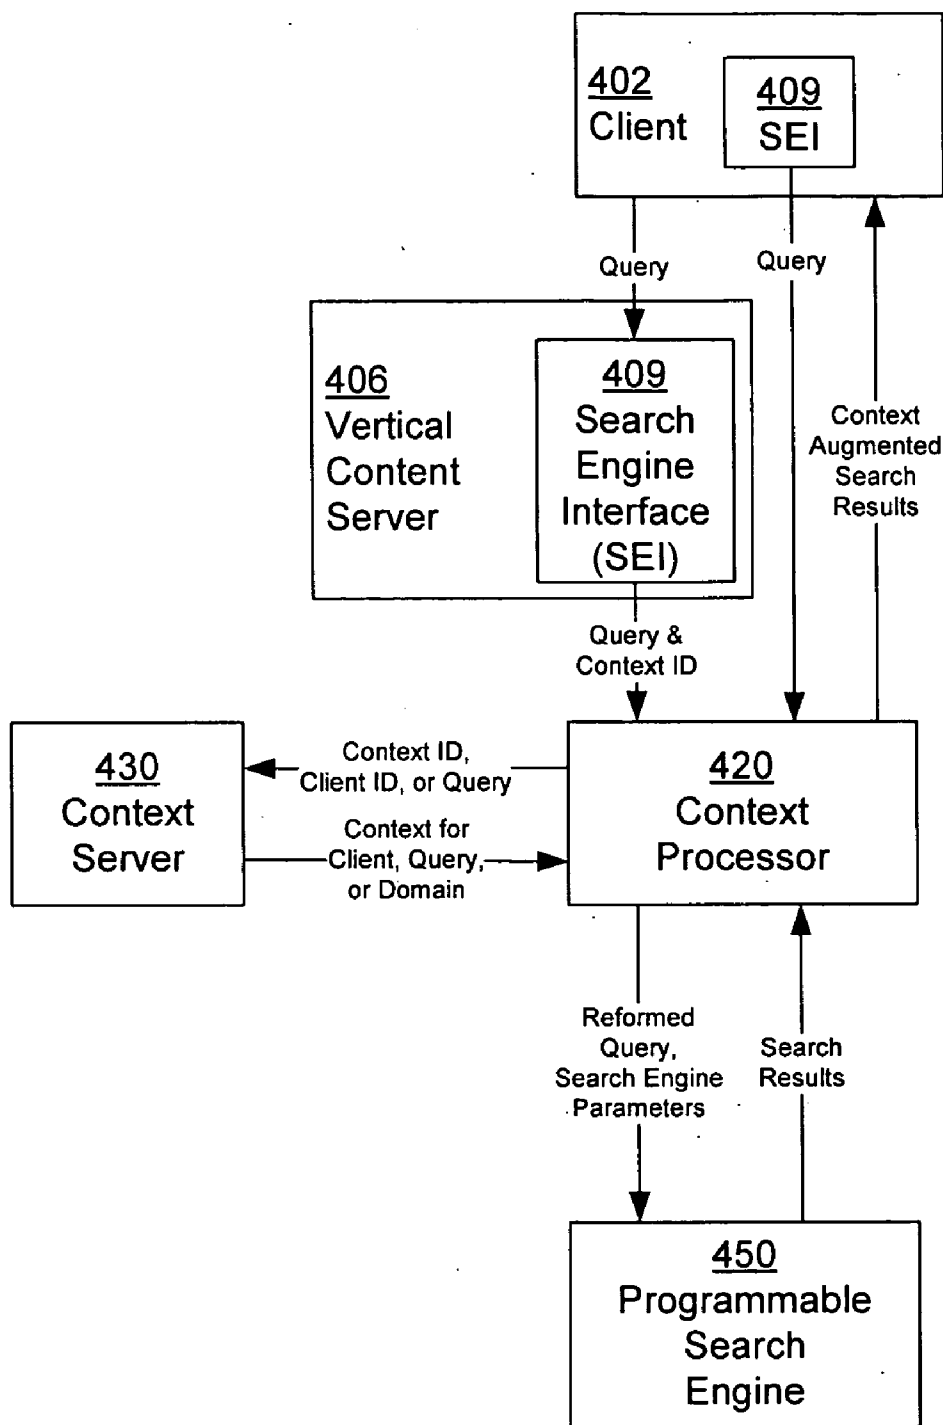 402
Client
409
SEI
Query
Query
406
Vertical
Content
Server
409
Search
Engine
Interface
(SEI)
Context
Augmented
Search
Results
Query &
Context ID
430
Context
Server
Context ID,
Client ID, or Query
Context for
Client, Query,
or Domain
420
Context
Processor
Reformed
Query,
Search Engine
Parameters
Search
Results
450
Programmable
Search
Engine